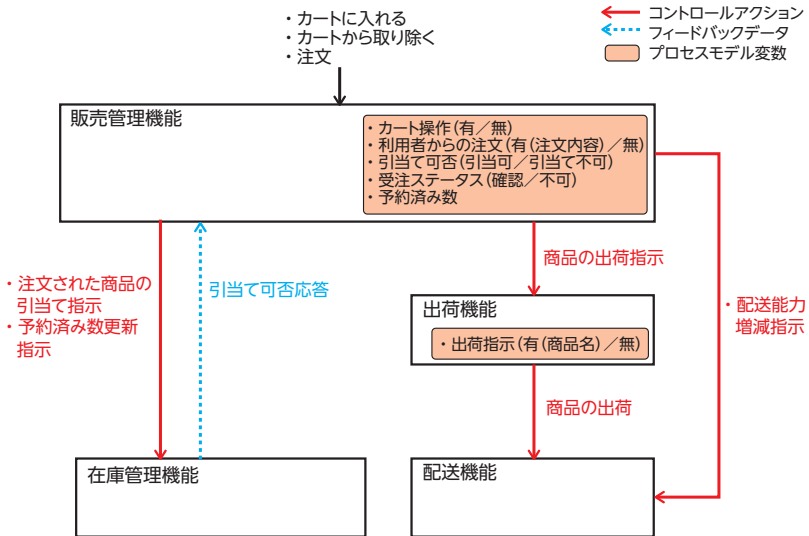 ・カートに入れる
・カートから取り除く
・注文
コントロールアクション
フィードバックデータ
プロセスモデル変数
販売管理機能
・カート操作(有／無)
・利用者からの注文(有(注文内容)／無)
・引当て可否(引当可／引当て不可)
・受注ステータス(確認／不可)
・予約済み数
・注文された商品の
引当て指示
・予約済み数更新
指示
引当て可否応答
商品の出荷指示
・配送能力
増減指示
出荷機能
・出荷指示(有(商品名)／無)
商品の出荷
在庫管理機能
配送機能